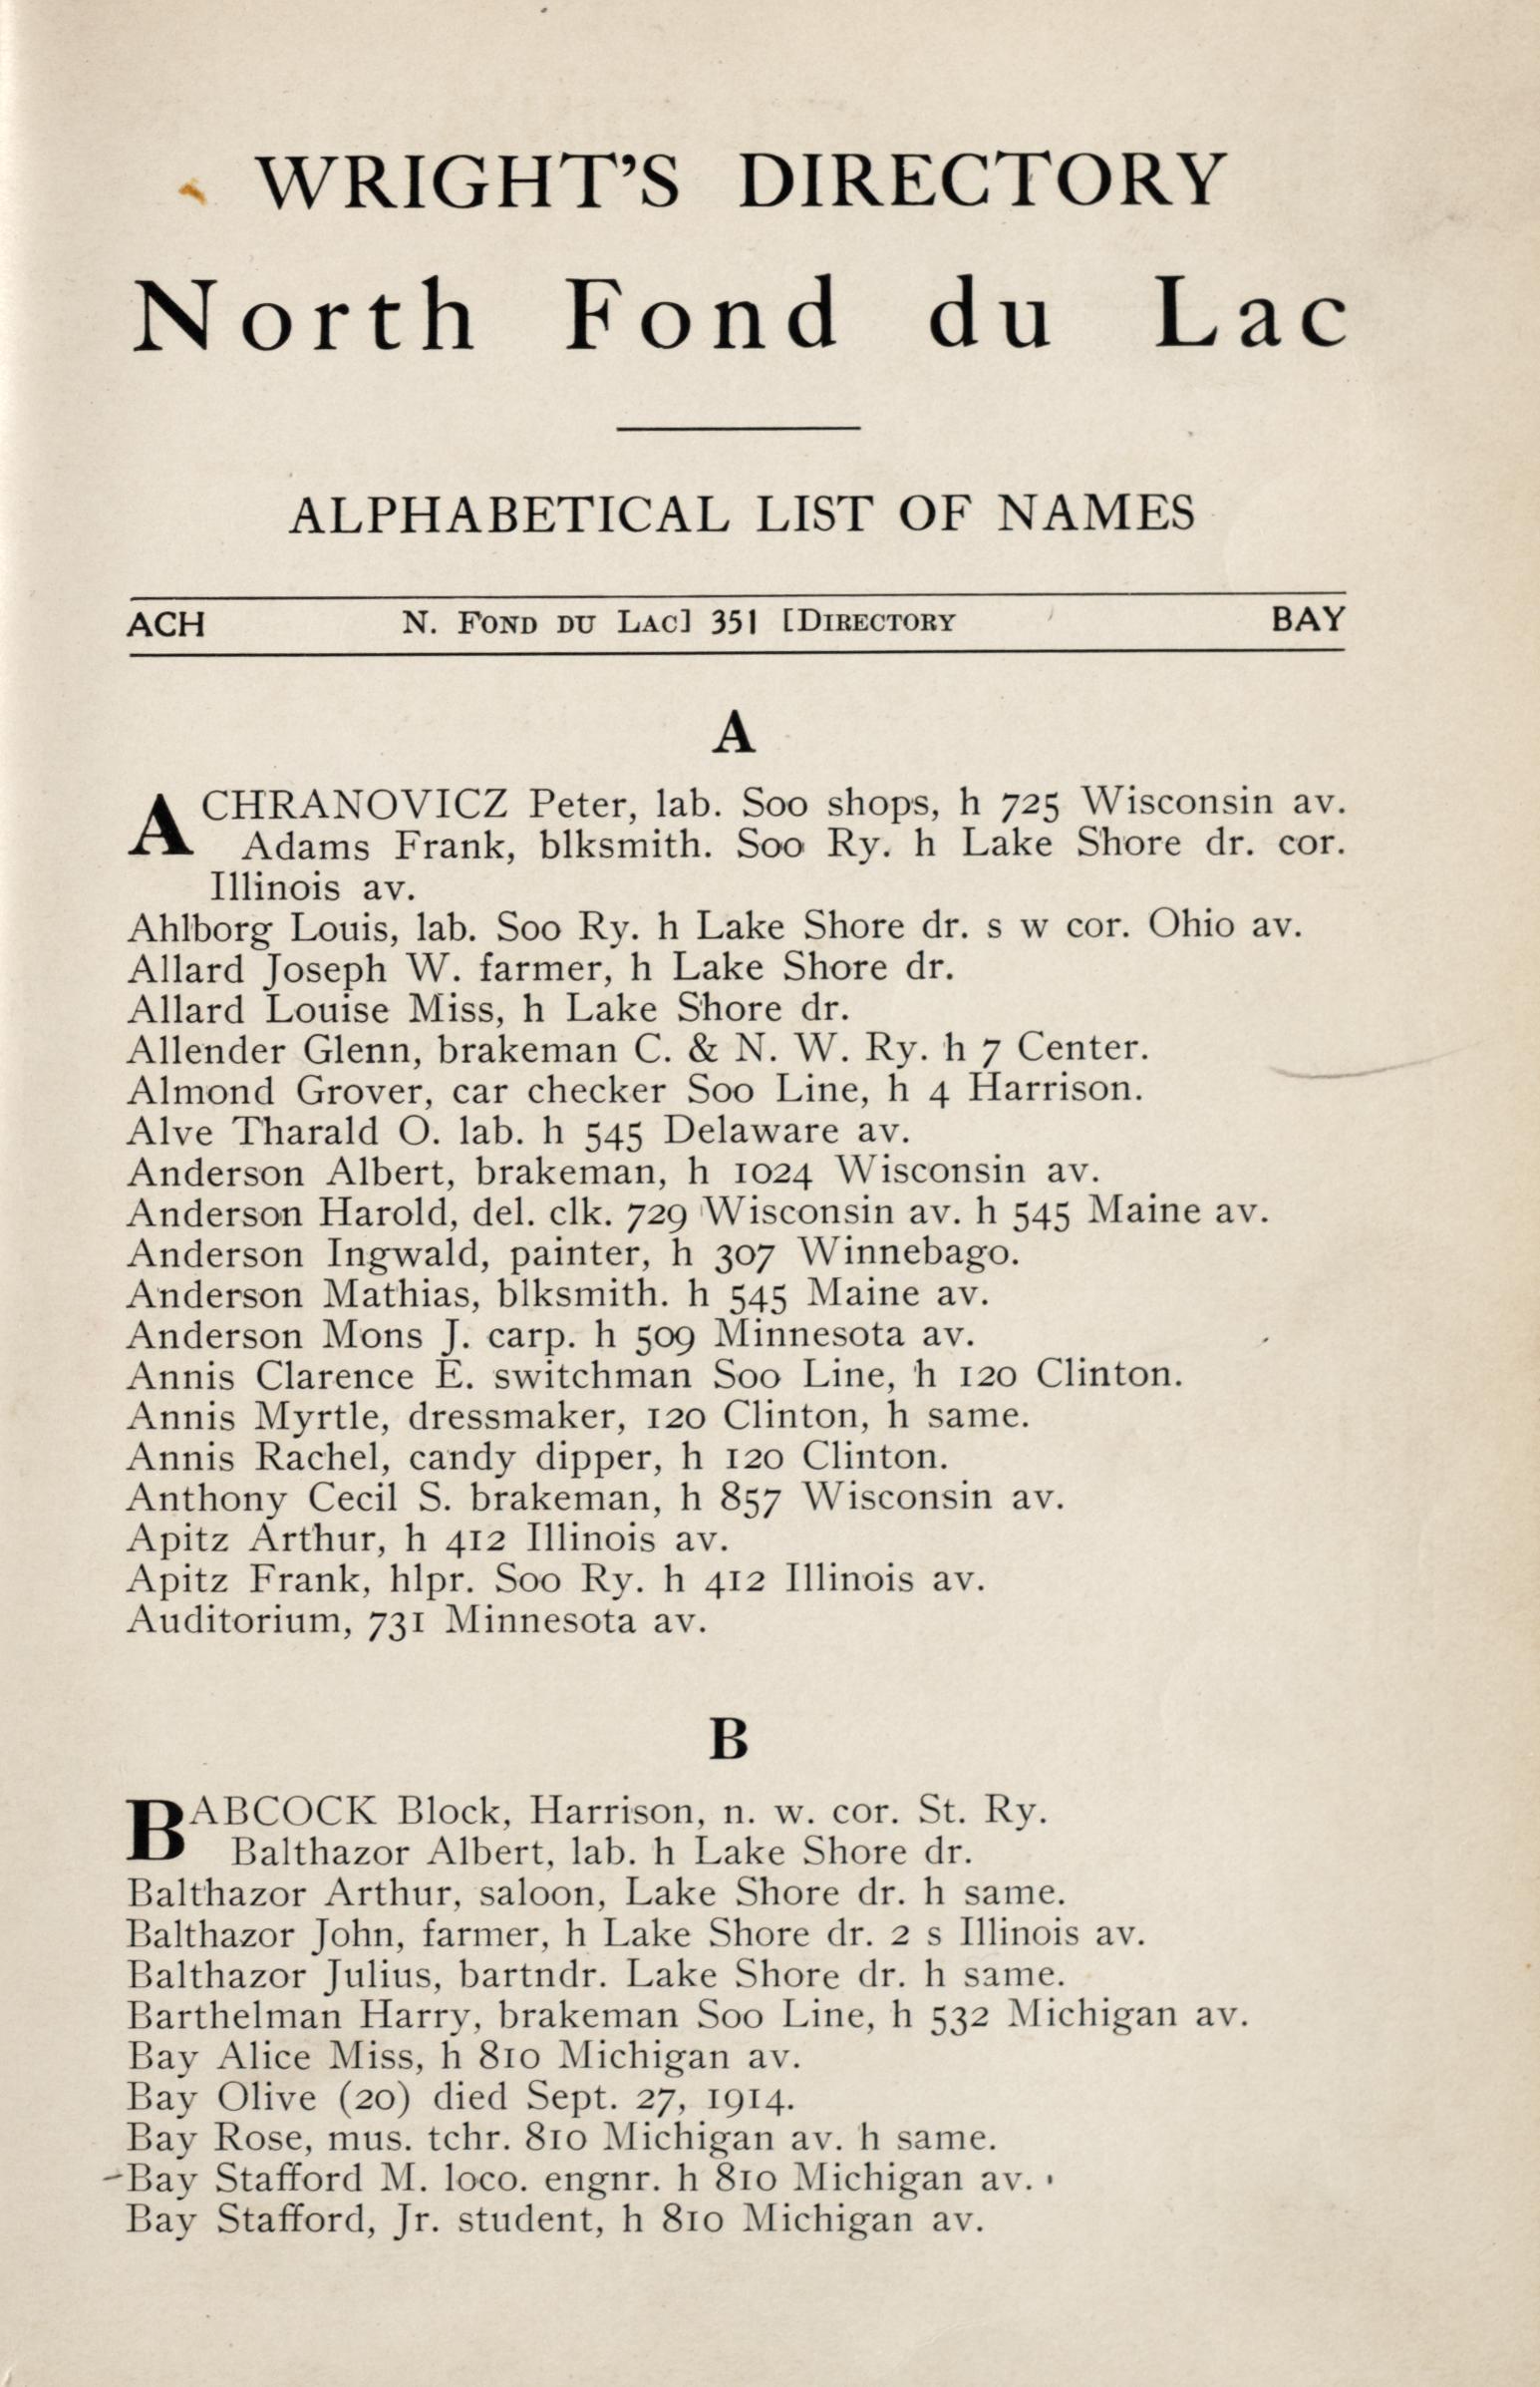 WRIGHT'S DIRECTORY
North Fond du Lac
ALPHABETICAL LIST OF NAMES
ACH N. FOND DU LAC] 351 [DIRECTORY BAY
A
ACHRANOVICZ Peter, lab. Soo shops, h 725 Wisconsin av.
Adams Frank, blksmith. Soo Ry. h Lake Shore dr. cor.
Illinois av.
Ahlborg Louis, lab. Soo Ry. h Lake Shore dr. s w cor. Ohio av.
Allard Joseph W. farmer, h Lake Shore dr.
Allard Louise Miss, h Lake Shore dr.
Allender Glenn, brakeman C. & N. W. Ry. h 7 Center.
Almond Grover, car checker Soo Line, h 4 Harrison.
Alve Tharald O. lab. h 545 Delaware av.
Anderson Albert, brakeman, h 1024 Wisconsin av.
Anderson Harold, del. clk. 729 Wisconsin av. h 545 Maine av.
Anderson Ingwald, painter, h 307 Winnebago.
Anderson Mathias, blksmith. h 545 Maine av.
Anderson Mons J. carp. h 509 Minnesota av.
Annis Clarence E. switchman Soo Line, h 120 Clinton.
Annis Myrtle, dressmaker, 120 Clinton, h same.
Annis Rachel, candy dipper, h 120 Clinton.
Anthony Cecil S. brakeman, h 857 Wisconsin av.
Apitz Arthur, h 412 Illinois av.
Apitz Frank, hlpr. Soo Ry. h 412 Illinois av.
Auditorium, 731 Minnesota av.
B
BABCOCK Block, Harrison, n. w. cor. St. Ry.
Balthazor Albert, lab. h Lake Shore dr.
Balthazor Arthur, saloon, Lake Shore dr. h same.
Balthazor John, farmer, h Lake Shore dr. 2 s Illinois av.
Balthazor Julius, bartndr. Lake Shore dr. h same.
Barthelman Harry, brakeman Soo Line, h 532 Michigan av.
Bay Alice Miss, h 810 Michigan av.
Bay Olive (20) died Sept. 27, 1914.
Bay Rose, mus. tchr. 810 Michigan av. h same.
Bay Stafford M. loco. engnr. h 810 Michigan av.
Bay Stafford, Jr. student, h 810 Michigan av.